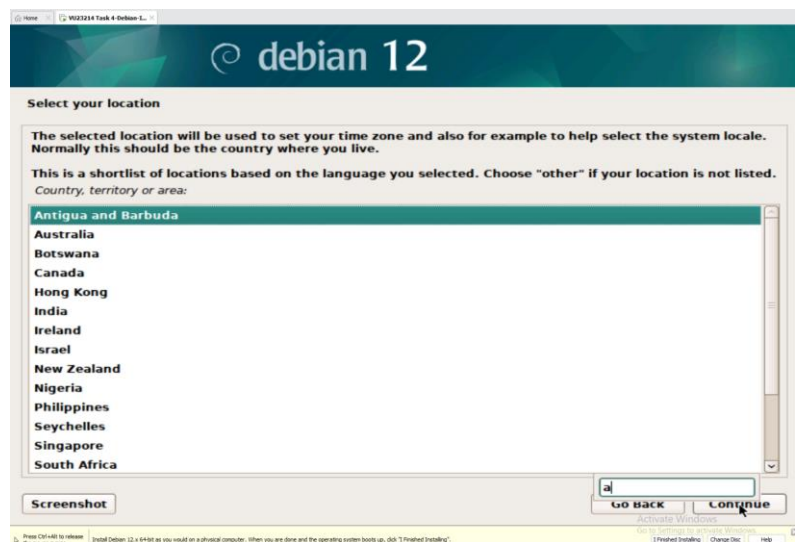 Home
VU23214 Task 4-Debian-I...
debian 12
Select your location
The selected location will be used to set your time zone and also for example to help select the system locale.
Normally this should be the country where you live.
This is a shortlist of locations based on the language you selected. Choose "other" if your location is not listed.
Country, territory or area:
Antigua and Barbuda
Australia
Botswana
Canada
Hong Kong
India
Ireland
Israel
New Zealand
Nigeria
Philippines
Seychelles
Singapore
South Africa
a
Screenshot
Go Back
Continue
Activate Windows
Go to Settings to activate Windows.
Press Ctrl+Alt to release
Install Debian 12.x 64-bit as you would on a physical computer. When you are done and the operating system boots up, click "I Finished Installing".
I Finished Installing
Change Disc
Help